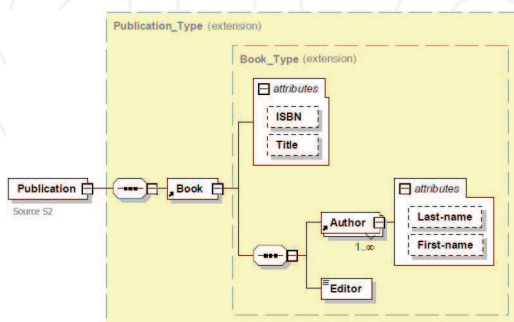 Publication_Type (extension)
Book_Type (extension)
attributes
ISBN
Title
Publication
Book
Source S2
Author
1..∞
attributes
Last-name
First-name
Editor